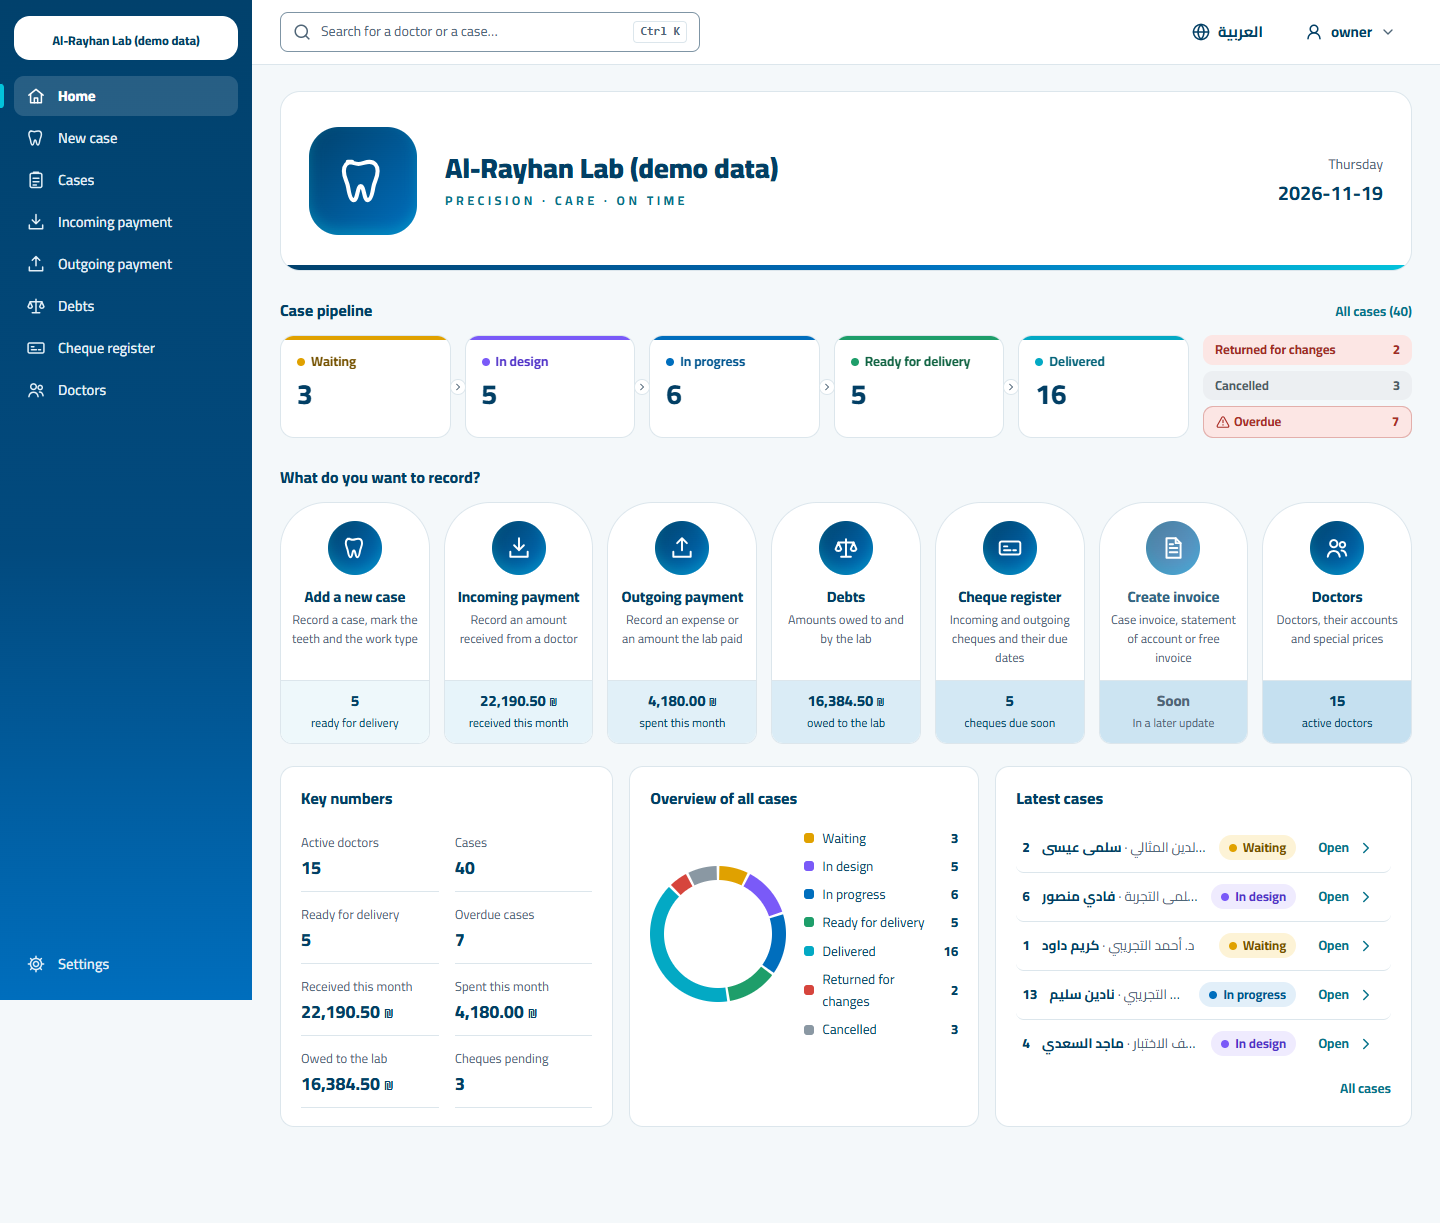 Al-Rayhan Lab (demo data)
Home
New case
Cases
Incoming payment
Outgoing payment
Debts
Cheque register
Doctors
Settings
Search for a doctor or a case...
Ctrl K
العربية
owner
Al-Rayhan Lab (demo data)
PRECISION · CARE · ON TIME
Thursday
2026-11-19
Case pipeline
All cases (40)
Waiting
3
In design
5
In progress
6
Ready for delivery
5
Delivered
16
Returned for changes 2
Cancelled 3
Overdue 7
What do you want to record?
Add a new case
Record a case, mark the
teeth and the work type
5
ready for delivery
Incoming payment
Record an amount
received from a doctor
22,190.50 ₪
received this month
Outgoing payment
Record an expense or
an amount the lab paid
4,180.00 ₪
spent this month
Debts
Amounts owed to and
by the lab
16,384.50 ₪
owed to the lab
Cheque register
Incoming and outgoing
cheques and their due
dates
5
cheques due soon
Create invoice
Case invoice, statement
of account or free
invoice
Soon
In a later update
Doctors
Doctors, their accounts
and special prices
15
active doctors
Key numbers
Active doctors
15
Cases
40
Ready for delivery
5
Overdue cases
7
Received this month
22,190.50 ₪
Spent this month
4,180.00 ₪
Owed to the lab
16,384.50 ₪
Cheques pending
3
Overview of all cases
Waiting 3
In design 5
In progress 6
Ready for delivery 5
Delivered 16
Returned for
changes 2
Cancelled 3
Latest cases
2 سلمى عيسى · لدين المثالي... Waiting Open
6 فادي منصور · لمى التجربة... In design Open
1 كريم داود · د. أحمد التجريبي Waiting Open
13 نادين سليم · التجريبي ... In progress Open
4 ماجد السعدي · ف الاختبار... In design Open
All cases